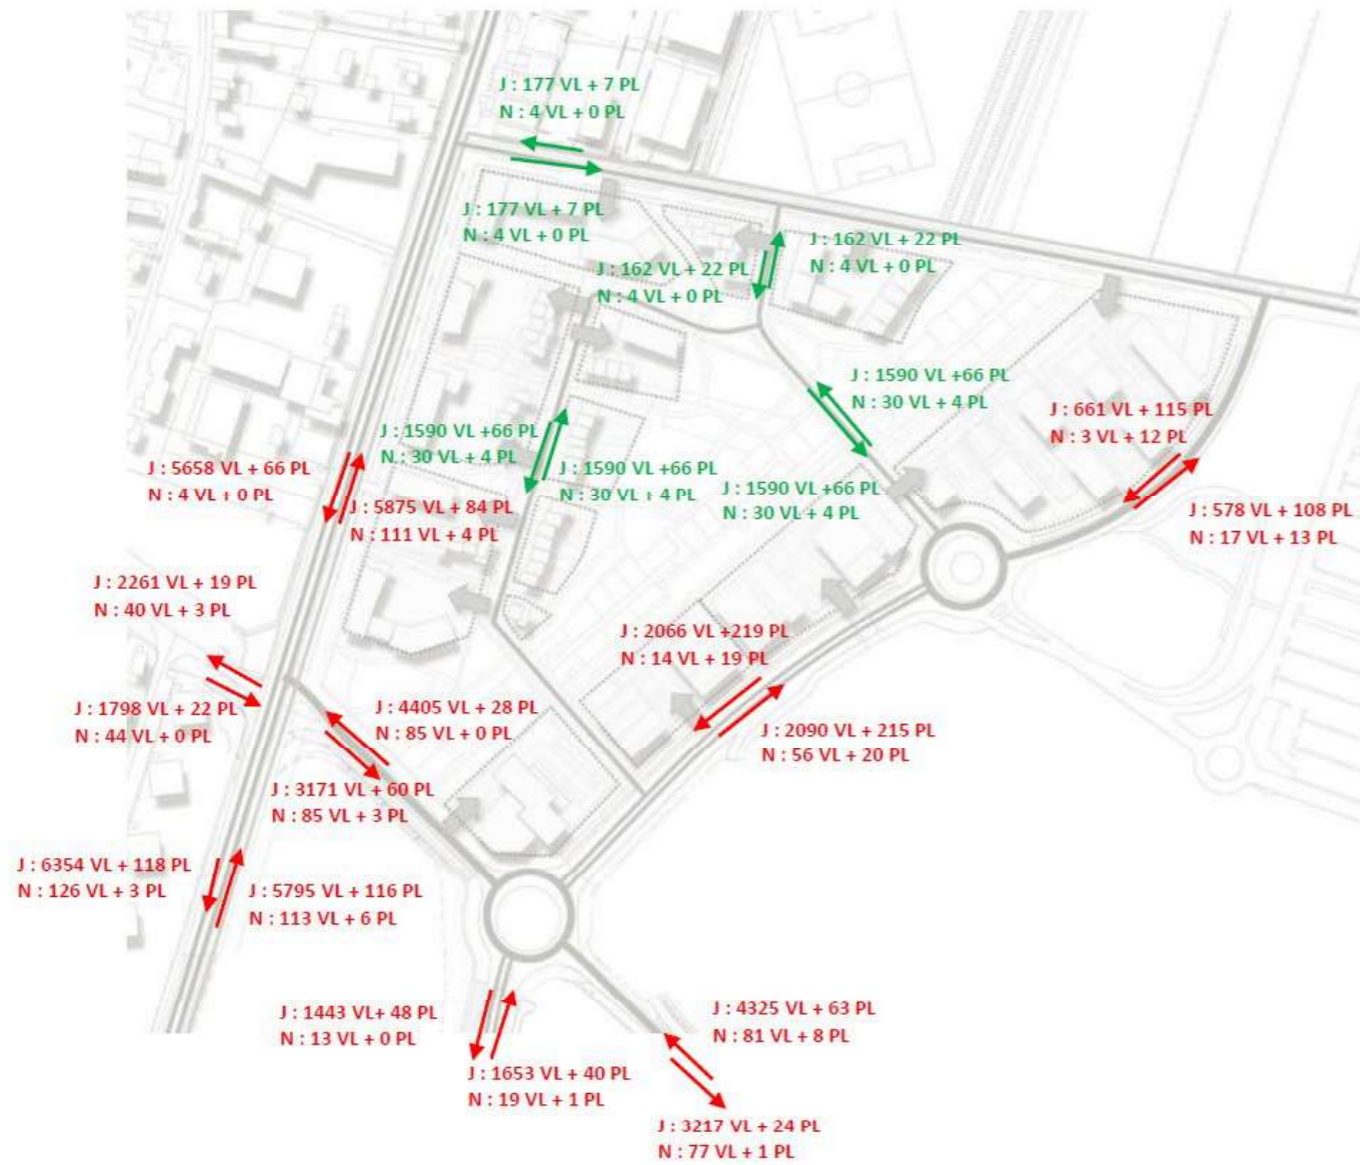 J : 177 VL + 7 PL
N : 4 VL + 0 PL
J : 177 VL + 7 PL
N : 4 VL + 0 PL
J : 162 VL + 22 PL
N : 4 VL + 0 PL
J : 162 VL + 22 PL
N : 4 VL + 0 PL
J : 1590 VL +66 PL
N : 30 VL + 4 PL
J : 661 VL + 115 PL
N : 3 VL + 12 PL
J : 1590 VL +66 PL
N : 30 VL + 4 PL
J : 5658 VL + 66 PL
N : 4 VL + 0 PL
J : 1590 VL +66 PL
N : 30 VL + 4 PL
J : 1590 VL +66 PL
N : 30 VL + 4 PL
J : 5875 VL + 84 PL
N : 111 VL + 4 PL
J : 578 VL + 108 PL
N : 17 VL + 13 PL
J : 2261 VL + 19 PL
N : 40 VL + 3 PL
J : 2066 VL +219 PL
N : 14 VL + 19 PL
J : 1798 VL + 22 PL
N : 44 VL + 0 PL
J : 4405 VL + 28 PL
N : 85 VL + 0 PL
J : 2090 VL + 215 PL
N : 56 VL + 20 PL
J : 3171 VL + 60 PL
N : 85 VL + 3 PL
J : 6354 VL + 118 PL
N : 126 VL + 3 PL
J : 5795 VL + 116 PL
N : 113 VL + 6 PL
J : 1443 VL+ 48 PL
N : 13 VL + 0 PL
J : 4325 VL + 63 PL
N : 81 VL + 8 PL
J : 1653 VL + 40 PL
N : 19 VL + 1 PL
J : 3217 VL + 24 PL
N : 77 VL + 1 PL